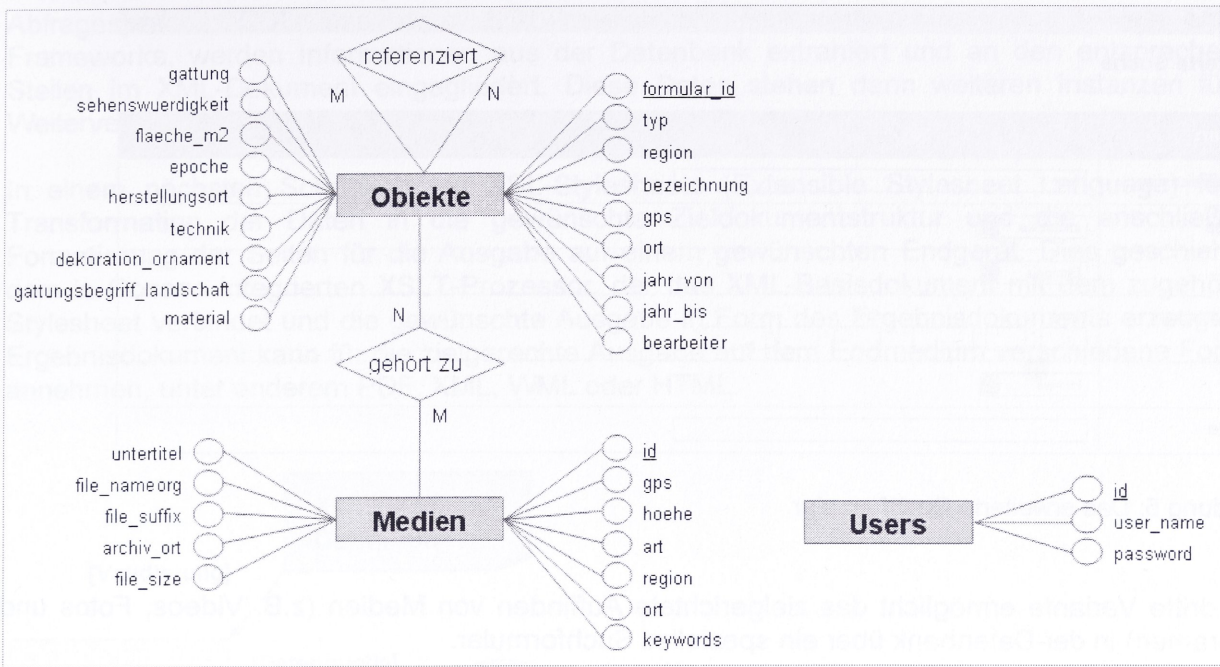 referenziert
M
N
gattung
sehenswuerdigkeit
flaeche_m2
epoche
herstellungsort
technik
dekoration_ornament
gattungsbegriff_landschaft
material
Obiekte
formular_id
typ
region
bezeichnung
gps
ort
jahr_von
jahr_bis
bearbeiter
N
gehört zu
M
untertitel
file_nameorg
file_suffix
archiv_ort
file_size
Medien
id
gps
hoehe
art
region
ort
keywords
Users
id
user_name
password